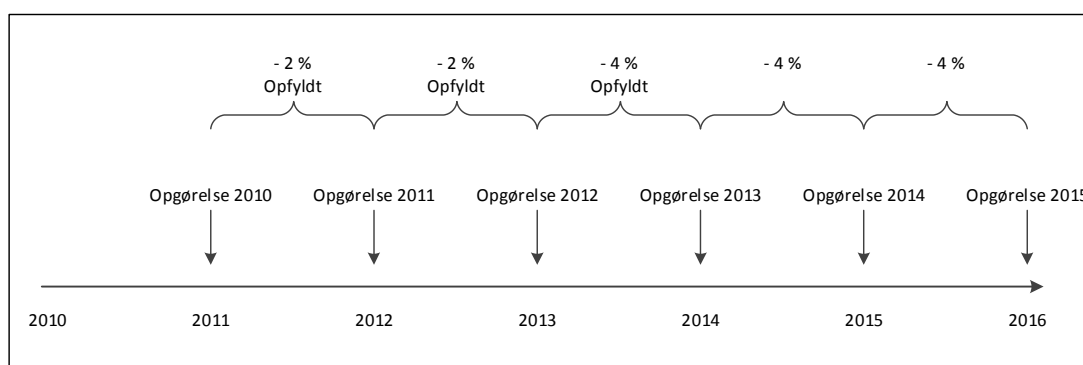 - 2 %
Opfyldt
- 2 %
Opfyldt
- 4 %
Opfyldt
- 4 %
- 4 %
Opgørelse 2010
Opgørelse 2011
Opgørelse 2012
Opgørelse 2013
Opgørelse 2014
Opgørelse 2015
2010
2011
2012
2013
2014
2015
2016